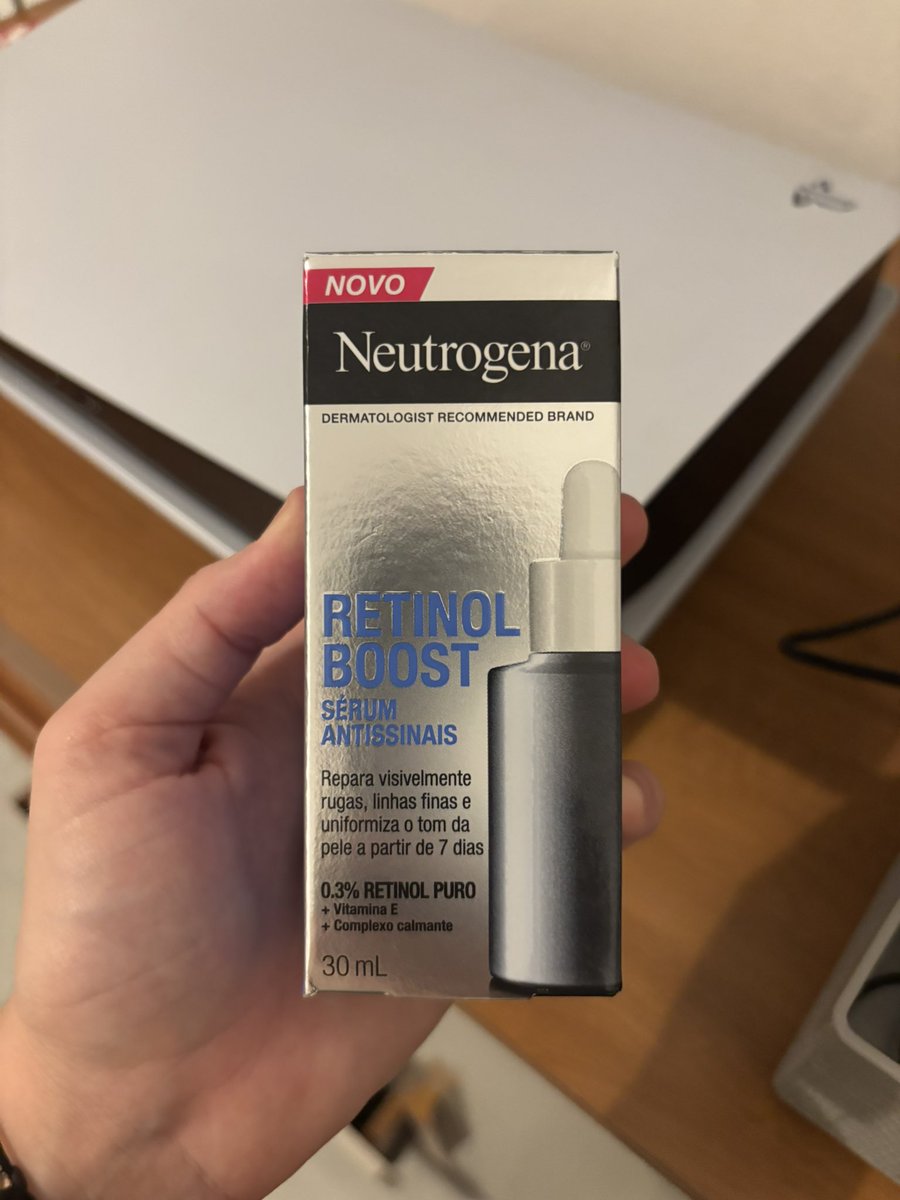 NOVO
Neutrogena®
DERMATOLOGIST RECOMMENDED BRAND
RETINOL
BOOST
SÉRUM
ANTISSINAIS
Repara visivelmente
rugas, linhas finas e
uniformiza o tom da
pele a partir de 7 dias
0.3% RETINOL PURO
+ Vitamina E
+ Complexo calmante
30 mL